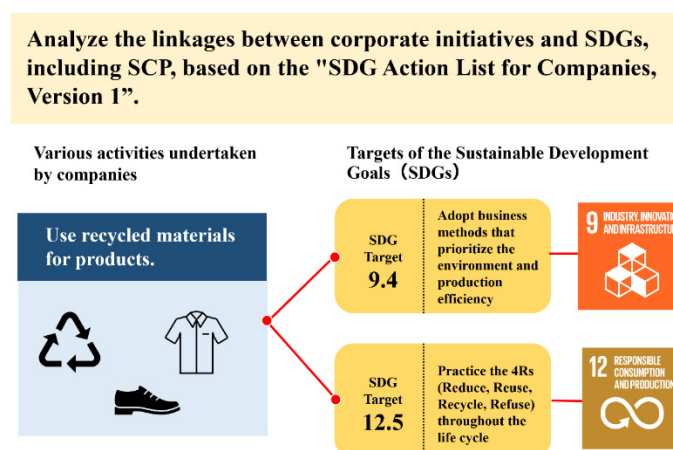 Analyze the linkages between corporate initiatives and SDGs,
including SCP, based on the "SDG Action List for Companies,
Version 1”.
Various activities undertaken
by companies
Targets of the Sustainable Development
Goals（SDGs）
Use recycled materials
for products.
SDG
Target
9.4
Adopt business
methods that
prioritize the
environment and
production
efficiency
9 INDUSTRY, INNOVATIO
AND INFRASTRUCTUR
SDG
Target
12.5
Practice the 4Rs
(Reduce, Reuse,
Recycle, Refuse)
throughout the
life cycle
12 RESPONSIBLE
CONSUMPTION
AND PRODUCTION